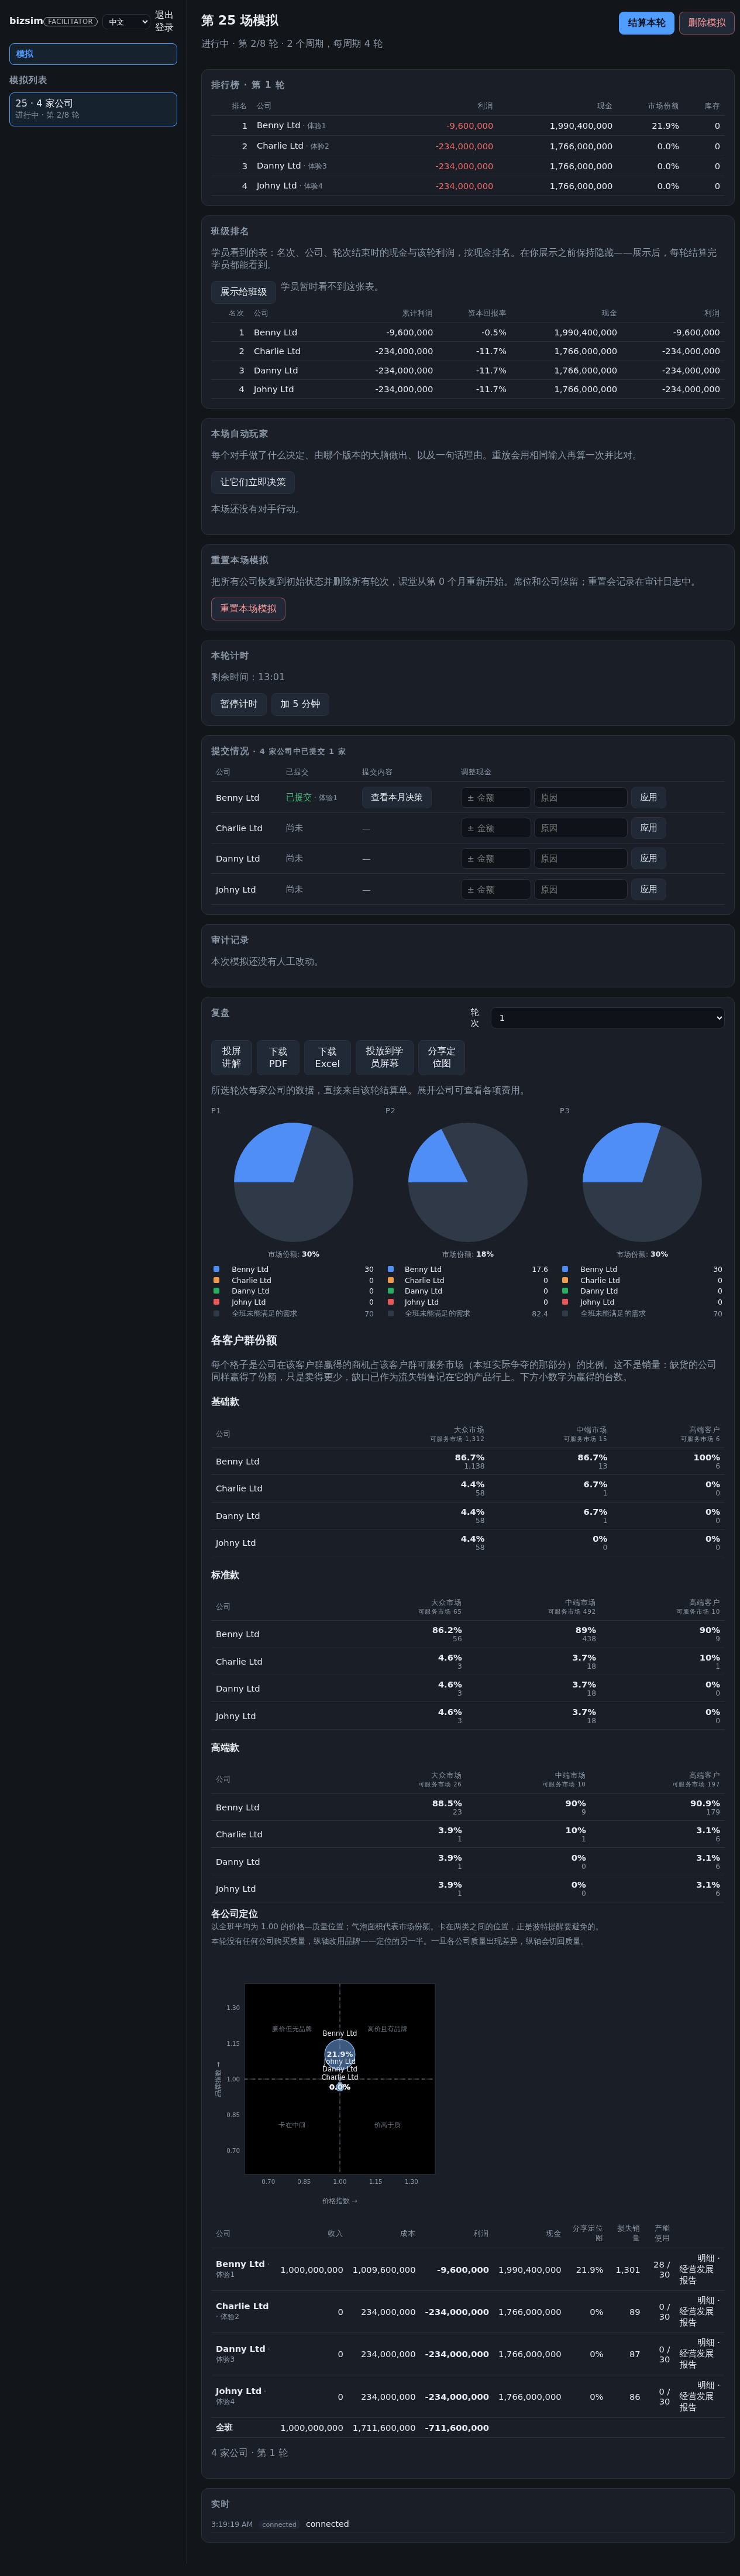 bizsim FACILITATOR 中文 退出登录
模拟
模拟列表
25 · 4 家公司
进行中 · 第 2/8 轮
第 25 场模拟
结算本轮 删除模拟
进行中 · 第 2/8 轮 · 2 个周期，每周期 4 轮
排行榜 · 第 1 轮
排名 公司 利润 现金 市场份额 库存
1 Benny Ltd · 体验1 -9,600,000 1,990,400,000 21.9% 0
2 Charlie Ltd · 体验2 -234,000,000 1,766,000,000 0.0% 0
3 Danny Ltd · 体验3 -234,000,000 1,766,000,000 0.0% 0
4 Johny Ltd · 体验4 -234,000,000 1,766,000,000 0.0% 0
班级排名
学员看到的表：名次、公司、轮次结束时的现金与该轮利润，按现金排名。在你展示之前保持隐藏——展示后，每轮结算完
学员都能看到。
展示给班级 学员暂时看不到这张表。
名次 公司 累计利润 资本回报率 现金 利润
1 Benny Ltd -9,600,000 -0.5% 1,990,400,000 -9,600,000
2 Charlie Ltd -234,000,000 -11.7% 1,766,000,000 -234,000,000
3 Danny Ltd -234,000,000 -11.7% 1,766,000,000 -234,000,000
4 Johny Ltd -234,000,000 -11.7% 1,766,000,000 -234,000,000
本场自动玩家
每个对手做了什么决定、由哪个版本的大脑做出、以及一句话理由。重放会用相同输入再算一次并比对。
让它们立即决策
本场还没有对手行动。
重置本场模拟
把所有公司恢复到初始状态并删除所有轮次，课堂从第 0 个月重新开始。席位和公司保留；重置会记录在审计日志中。
重置本场模拟
本轮计时
剩余时间：13:01
暂停计时 加 5 分钟
提交情况 · 4 家公司中已提交 1 家
公司 已提交 提交内容 调整现金
Benny Ltd 已提交 · 体验1 查看本月决策 ± 金额 原因 应用
Charlie Ltd 尚未 — ± 金额 原因 应用
Danny Ltd 尚未 — ± 金额 原因 应用
Johny Ltd 尚未 — ± 金额 原因 应用
审计记录
本次模拟还没有人工改动。
复盘 轮次 1
投屏讲解 下载PDF 下载Excel 投放到学员屏幕 分享定位图
所选轮次每家公司的数据，直接来自该轮结算单。展开公司可查看各项费用。
P1 P2 P3
市场份额: 30% 市场份额: 18% 市场份额: 30%
Benny Ltd 30 Benny Ltd 17.6 Benny Ltd 30
Charlie Ltd 0 Charlie Ltd 0 Charlie Ltd 0
Danny Ltd 0 Danny Ltd 0 Danny Ltd 0
Johny Ltd 0 Johny Ltd 0 Johny Ltd 0
全班未能满足的需求 70 全班未能满足的需求 82.4 全班未能满足的需求 70
各客户群份额
每个格子是公司在该客户群赢得的商机占该客户群可服务市场（本班实际争夺的那部分）的比例。这不是销量：缺货的公司
同样赢得了份额，只是卖得更少，缺口已作为流失销售记在它的产品行上。下方小数字为赢得的台数。
基础款
公司 大众市场 中端市场 高端客户
可服务市场 1,312 可服务市场 15 可服务市场 6
Benny Ltd 86.7% 86.7% 100%
1,138 13 6
Charlie Ltd 4.4% 6.7% 0%
58 1 0
Danny Ltd 4.4% 6.7% 0%
58 1 0
Johny Ltd 4.4% 0% 0%
58 0 0
标准款
公司 大众市场 中端市场 高端客户
可服务市场 65 可服务市场 492 可服务市场 10
Benny Ltd 86.2% 89% 90%
56 438 9
Charlie Ltd 4.6% 3.7% 10%
3 18 1
Danny Ltd 4.6% 3.7% 0%
3 18 0
Johny Ltd 4.6% 3.7% 0%
3 18 0
高端款
公司 大众市场 中端市场 高端客户
可服务市场 26 可服务市场 10 可服务市场 197
Benny Ltd 88.5% 90% 90.9%
23 9 179
Charlie Ltd 3.9% 10% 3.1%
1 1 6
Danny Ltd 3.9% 0% 3.1%
1 0 6
Johny Ltd 3.9% 0% 3.1%
1 0 6
各公司定位
以全班平均为 1.00 的价格—质量位置；气泡面积代表市场份额。卡在两类之间的位置，正是波特提醒要避免的。
本轮没有任何公司购买质量，纵轴改用品牌——定位的另一半。一旦各公司质量出现差异，纵轴会切回质量。
1.30
廉价但无品牌 高价且有品牌
Benny Ltd
1.15
21.9%
Johny Ltd
Danny Ltd
Charlie Ltd
1.00
0.0%
品牌指数 →
0.85
卡在中间 价高于质
0.70
0.70 0.85 1.00 1.15 1.30
价格指数 →
公司 收入 成本 利润 现金 分享定位图 损失销量 产能使用
Benny Ltd · 体验1 1,000,000,000 1,009,600,000 -9,600,000 1,990,400,000 21.9% 1,301 28 / 30 明细 · 经营发展报告
Charlie Ltd · 体验2 0 234,000,000 -234,000,000 1,766,000,000 0% 89 0 / 30 明细 · 经营发展报告
Danny Ltd · 体验3 0 234,000,000 -234,000,000 1,766,000,000 0% 87 0 / 30 明细 · 经营发展报告
Johny Ltd · 体验4 0 234,000,000 -234,000,000 1,766,000,000 0% 86 0 / 30 明细 · 经营发展报告
全班 1,000,000,000 1,711,600,000 -711,600,000
4 家公司 · 第 1 轮
实时
3:19:19 AM connected connected